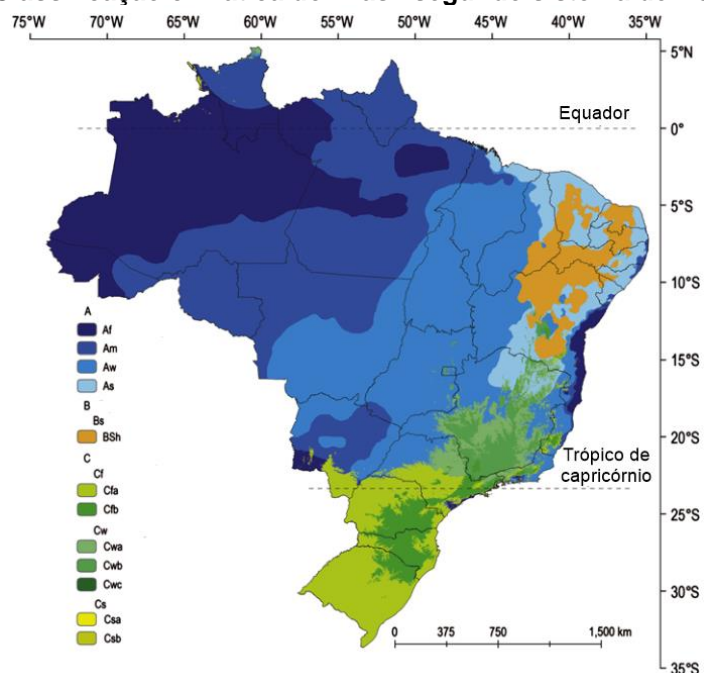 75°W 70°W 65°W 60°W 55°W 50°W 45°W 40°W 35°W
5°N
Equador
0°
5°S
10°S
A
Af
Am
Aw
As
15°S
B
Bs
BSh
20°S
C
Cf
Cfa
Cfb
Trópico de
capricórnio
25°S
Cw
Cwa
Cwb
Cwc
30°S
Cs
Csa
Csb
0 375 750 1,500 km
35°S